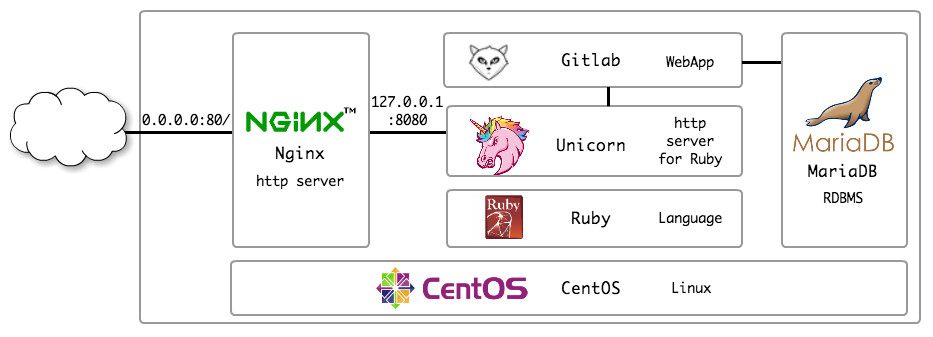 0.0.0.0:80/
NGiNX™
Nginx
http server
127.0.0.1
:8080
Gitlab WebApp
Unicorn
http
server
for Ruby
Ruby
Ruby Language
MariaDB
MariaDB
RDBMS
CentOS CentOS Linux